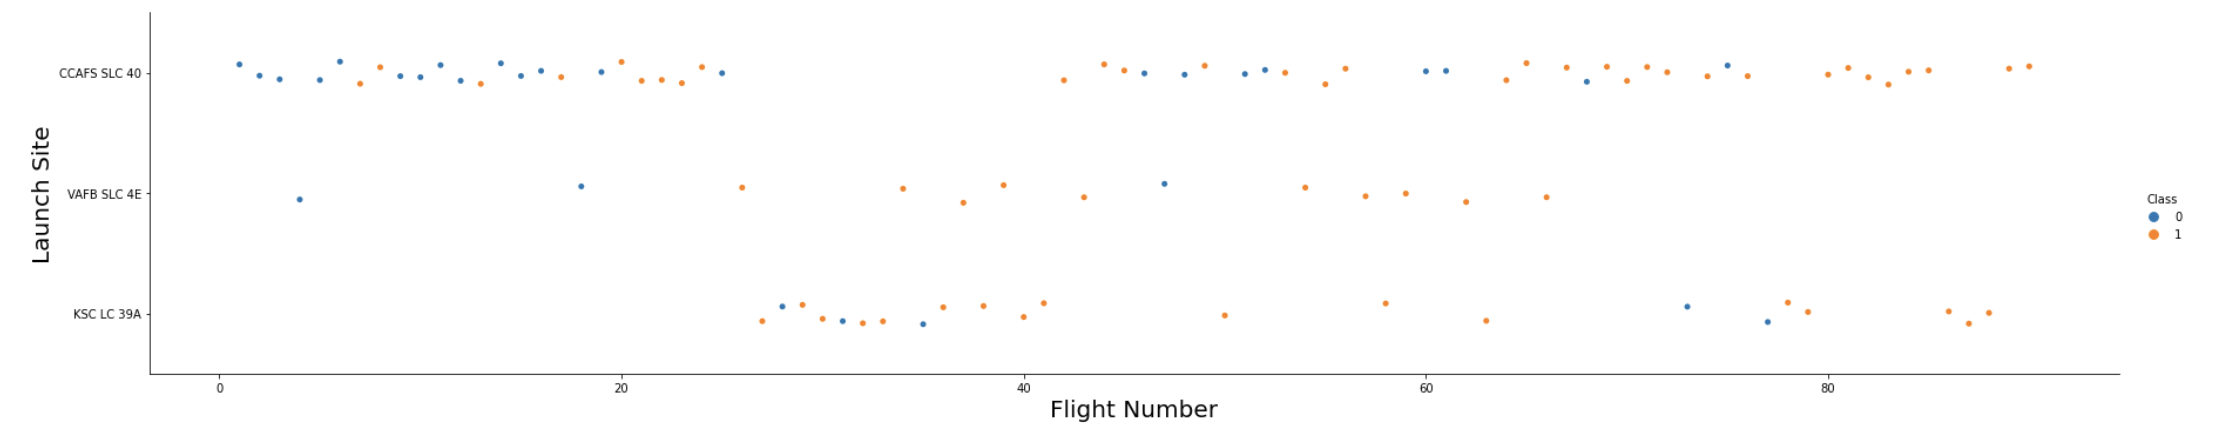 Launch Site
CCAFS SLC 40
VAFB SLC 4E
KSC LC 39A
0 20 40 60 80
Flight Number
Class
0
1